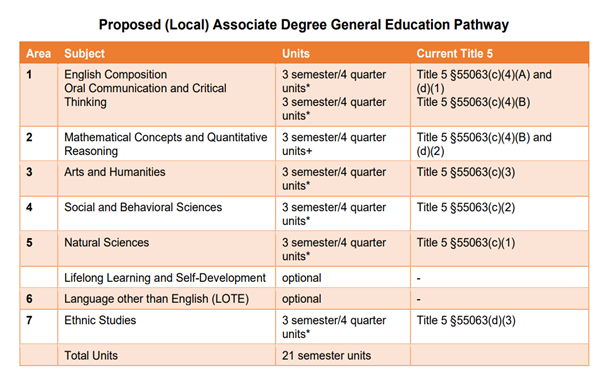 Proposed (Local) Associate Degree General Education Pathway
Area Subject Units Current Title 5
1 English Composition 3 semester/4 quarter Title 5 §55063(c)(4)(A) and
Oral Communication and Critical units* (d)(1)
Thinking 3 semester/4 quarter Title 5 §55063(c)(4)(B)
units*
2 Mathematical Concepts and Quantitative 3 semester/4 quarter Title 5 §55063(c)(4)(B) and
Reasoning units+ (d)(2)
3 Arts and Humanities 3 semester/4 quarter Title 5 §55063(c)(3)
units*
4 Social and Behavioral Sciences 3 semester/4 quarter Title 5 §55063(c)(2)
units*
5 Natural Sciences 3 semester/4 quarter Title 5 §55063(c)(1)
units*
Lifelong Learning and Self-Development optional -
6 Language other than English (LOTE) optional -
7 Ethnic Studies 3 semester/4 quarter Title 5 §55063(d)(3)
units*
Total Units 21 semester units